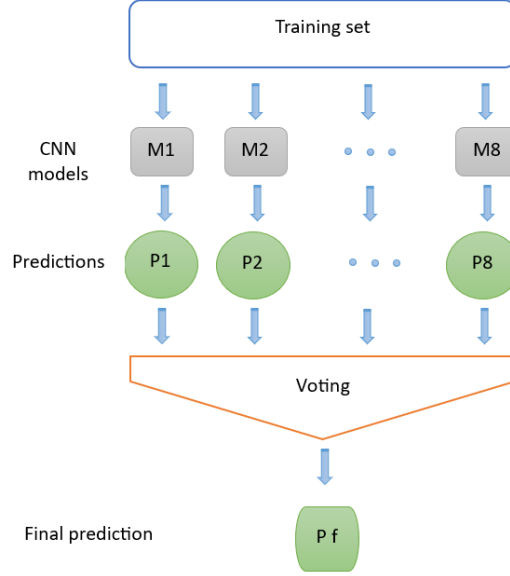 Training set
CNN
models
M1 M2 M8
Predictions
P1 P2 P8
Voting
Final prediction
P f